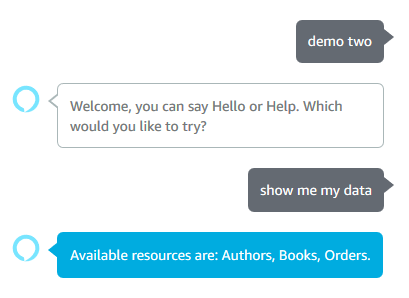 demo two
Welcome, you can say Hello or Help. Which
would you like to try?
show me my data
Available resources are: Authors, Books, Orders.